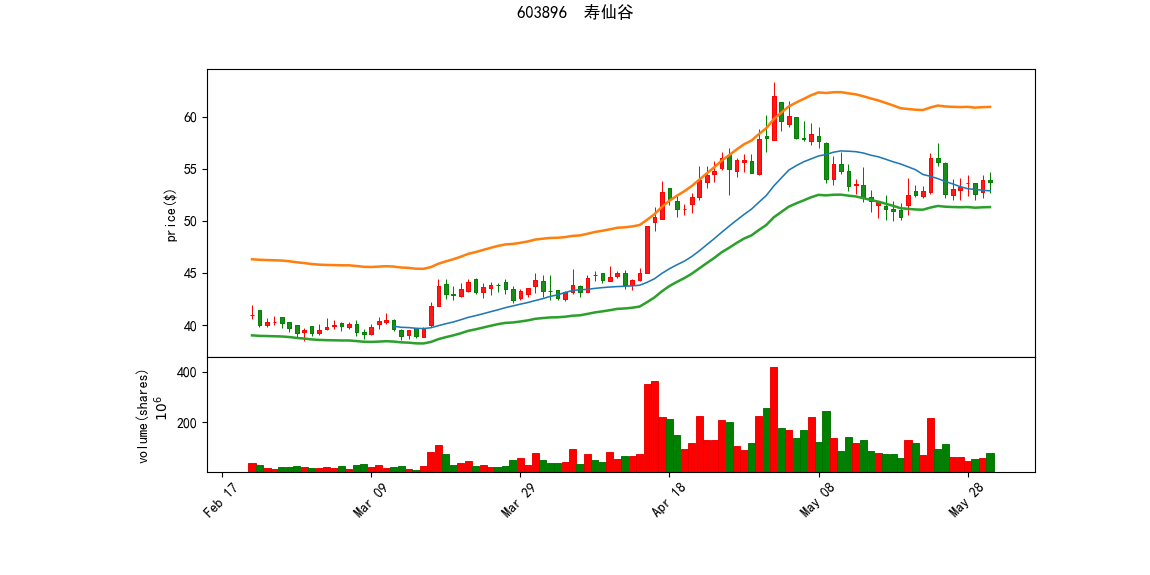 603896 寿仙谷
price($)
60
55
50
45
40
volume(shares)
10^6
400
200
Feb 17
Mar 09
Mar 29
Apr 18
May 08
May 28